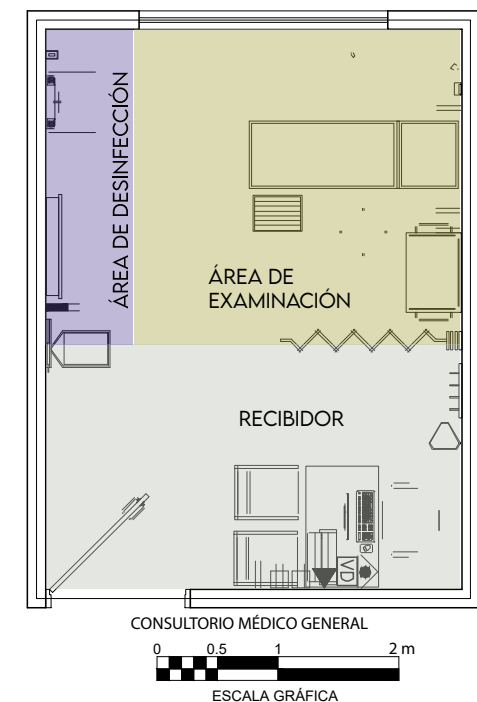 ÁREA DE DESINFECCIÓN
ÁREA DE
EXAMINACIÓN
RECIBIDOR
VD
CONSULTORIO MÉDICO GENERAL
0 0.5 1 2 m
ESCALA GRÁFICA